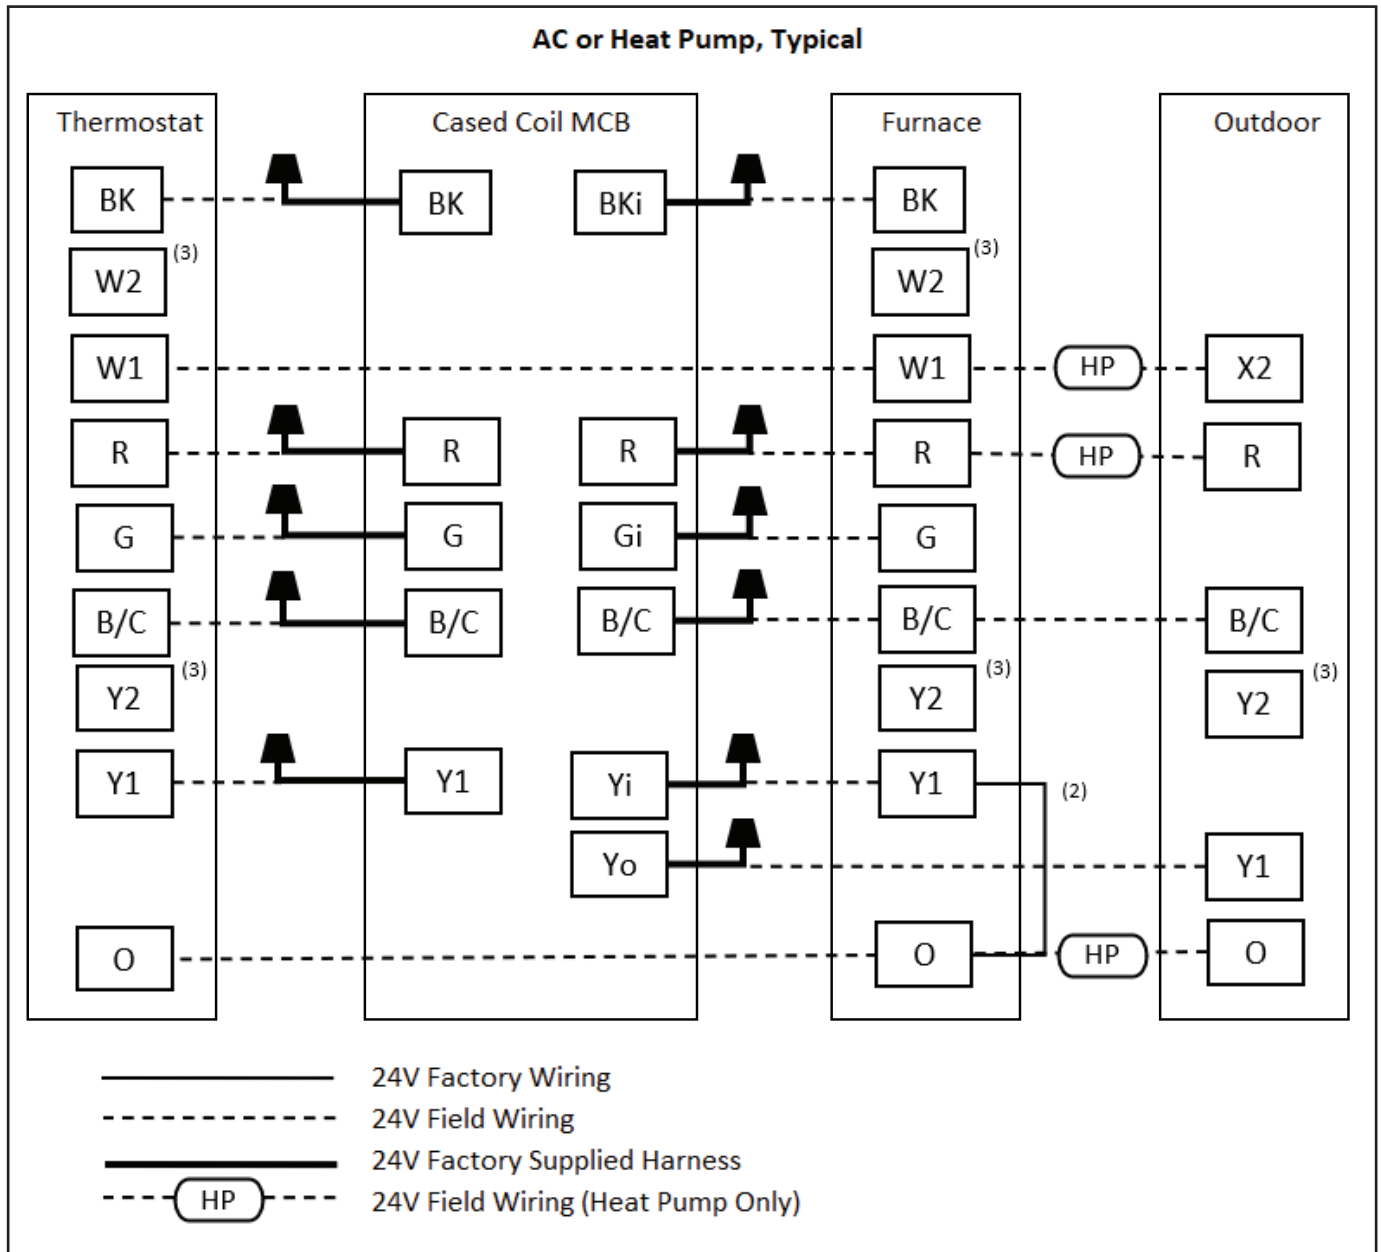 AC or Heat Pump, Typical
Thermostat Cased Coil MCB Furnace Outdoor
BK BK BKi BK
W2 (3) W2 (3)
W1 W1 HP X2
R R R R HP R
G G Gi G
B/C B/C B/C B/C B/C
Y2 (3) Y2 (3) Y2 (3)
Y1 Y1 Yi Y1 (2)
Yo Y1
O O HP O
24V Factory Wiring
24V Field Wiring
24V Factory Supplied Harness
HP 24V Field Wiring (Heat Pump Only)